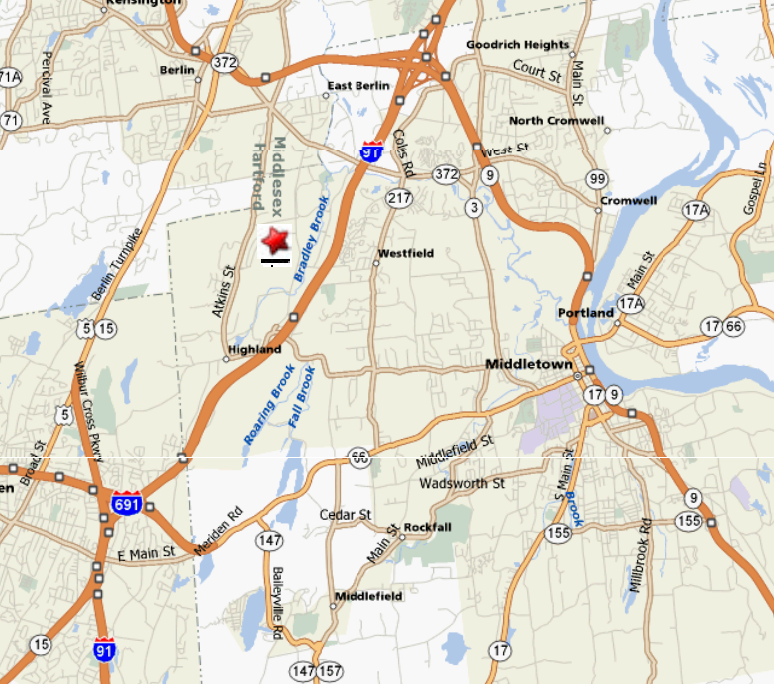 Kensington
Goodrich Heights
Berlin
372
Court St
71A
Percival Ave
East Berlin
Main St
71
North Cromwell
91
Coles Rd
West St
Middlesex
Hartford
372
9
99
217
3
Cromwell
17A
Gospel Ln
Bradley Brook
Berlin Turnpike
Westfield
Main St
Atkins St
17A
Portland
5 15
17 66
Highland
Middletown
Wilbur Cross Pkwy
Roaring Brook
Fall Brook
17 9
5
Broad St
66
Middlefield St
Wadsworth St
S Main St
en
691
Brook
9
Meriden Rd
Cedar St
Main St
Rockfall
155
155
E Main St
147
Millbrook Rd
Baileyville Rd
Middlefield
15
91
17
147 157